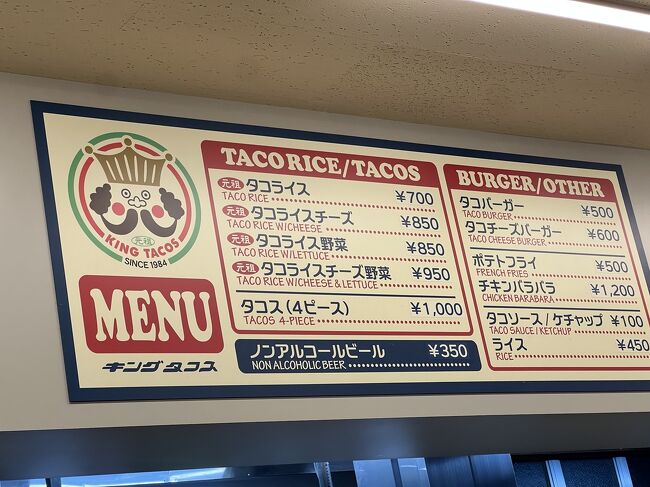 元祖
KING TACOS
SINCE 1984
MENU
キングタコス
TACO RICE/TACOS
元祖 タコライス ¥700
TACO RICE
元祖 タコライスチーズ ¥850
TACO RICE W/CHEESE
元祖 タコライス野菜 ¥850
TACO RICE W/LETTUCE
元祖 タコライスチーズ野菜 ¥950
TACO RICE W/CHEESE & LETTUCE
タコス(4ピース) ¥1,000
TACOS 4-PIECE
ノンアルコールビール ¥350
NON ALCOHOLIC BEER
BURGER/OTHER
タコバーガー ¥500
TACO BURGER
タコチーズバーガー ¥600
TACO CHEESE BURGER
ポテトフライ ¥500
FRENCH FRIES
チキンバラバラ ¥1,200
CHICKEN BARABARA
タコソース/ケチャップ ¥100
TACO SAUCE/KETCHUP
ライス ¥450
RICE